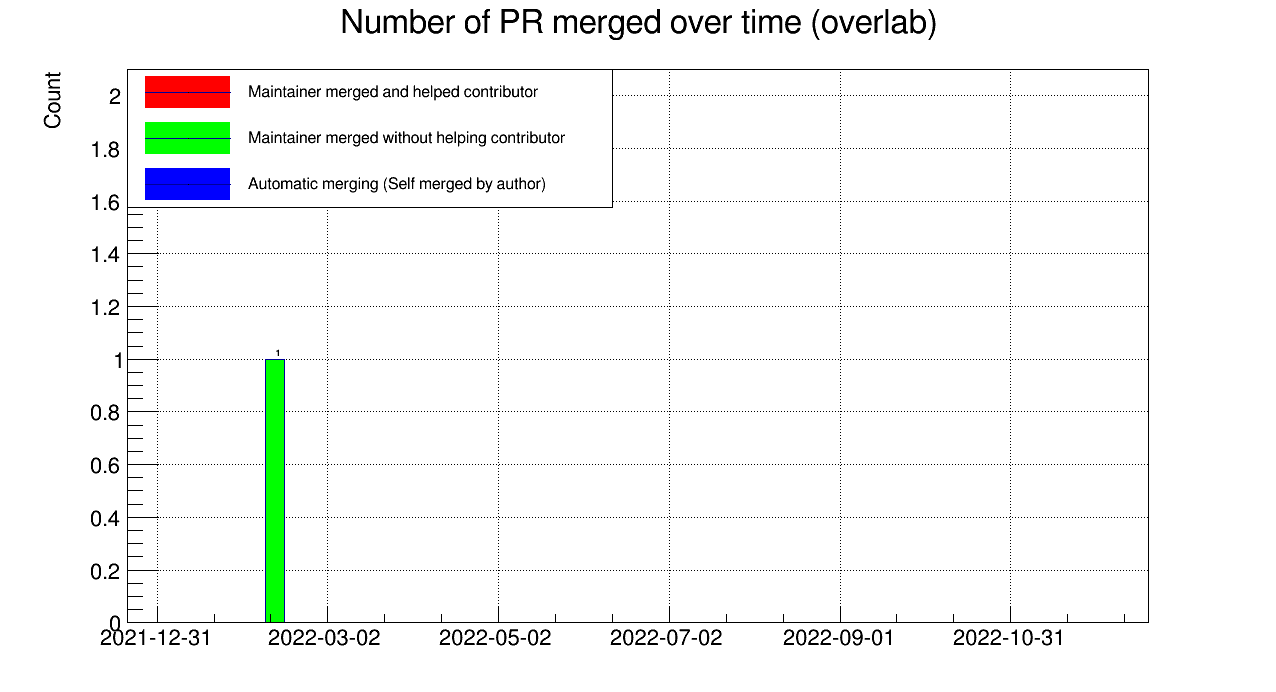 Number of PR merged over time (overlab)
Count
Maintainer merged and helped contributor
Maintainer merged without helping contributor
Automatic merging (Self merged by author)
2
1.8
1.6
1.4
1.2
1
0.8
0.6
0.4
0.2
0
1
2021-12-31 2022-03-02 2022-05-02 2022-07-02 2022-09-01 2022-10-31